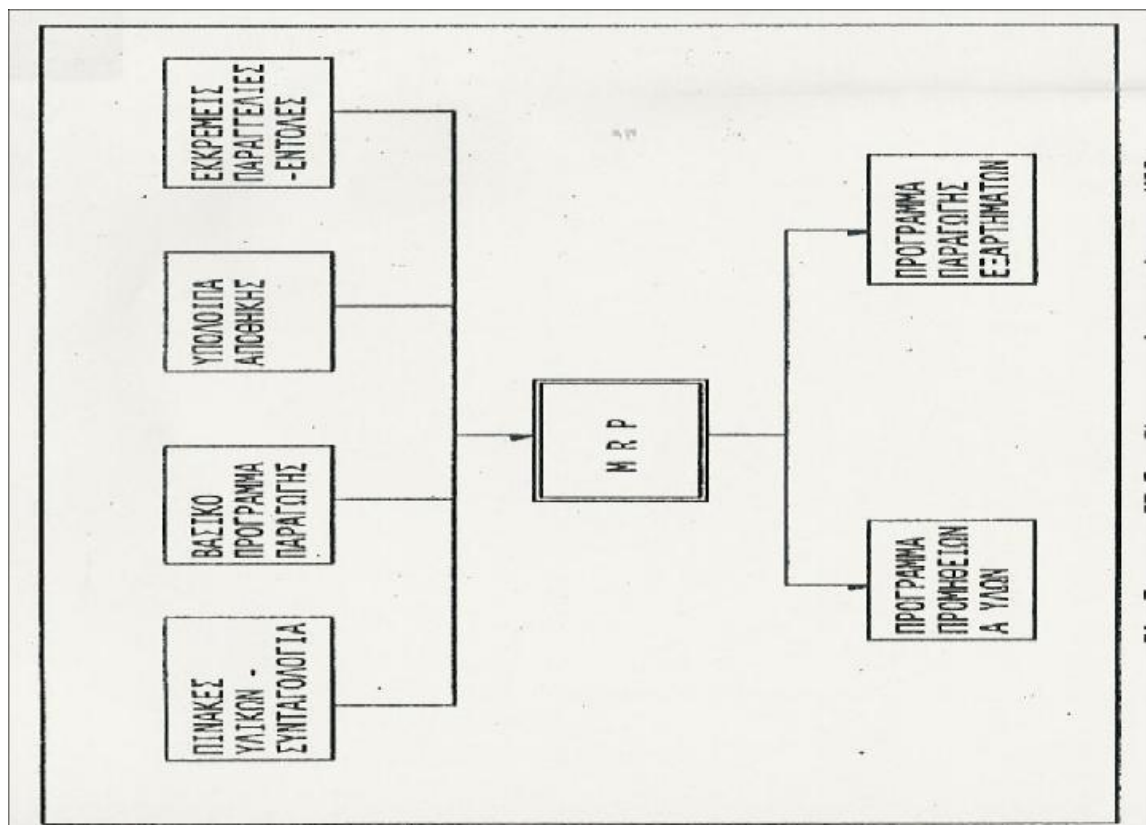 ΠΙΝΑΚΕΣ
ΥΛΙΚΩΝ -
ΣΥΝΤΑΓΟΛΟΓΙΑ
ΒΑΣΙΚΟ
ΠΡΟΓΡΑΜΜΑ
ΠΑΡΑΓΩΓΗΣ
ΥΠΟΛΟΙΠΑ
ΑΠΟΘΗΚΗΣ
ΕΚΚΡΕΜΕΙΣ
ΠΑΡΑΓΓΕΛΙΕΣ
-ΕΝΤΟΛΕΣ
M R P
ΠΡΟΓΡΑΜΜΑ
ΠΡΟΜΗΘΕΙΩΝ
Α ΥΛΩΝ
ΠΡΟΓΡΑΜΜΑ
ΠΑΡΑΓΩΓΗΣ
ΕΞΑΡΤΗΜΑΤΩΝ